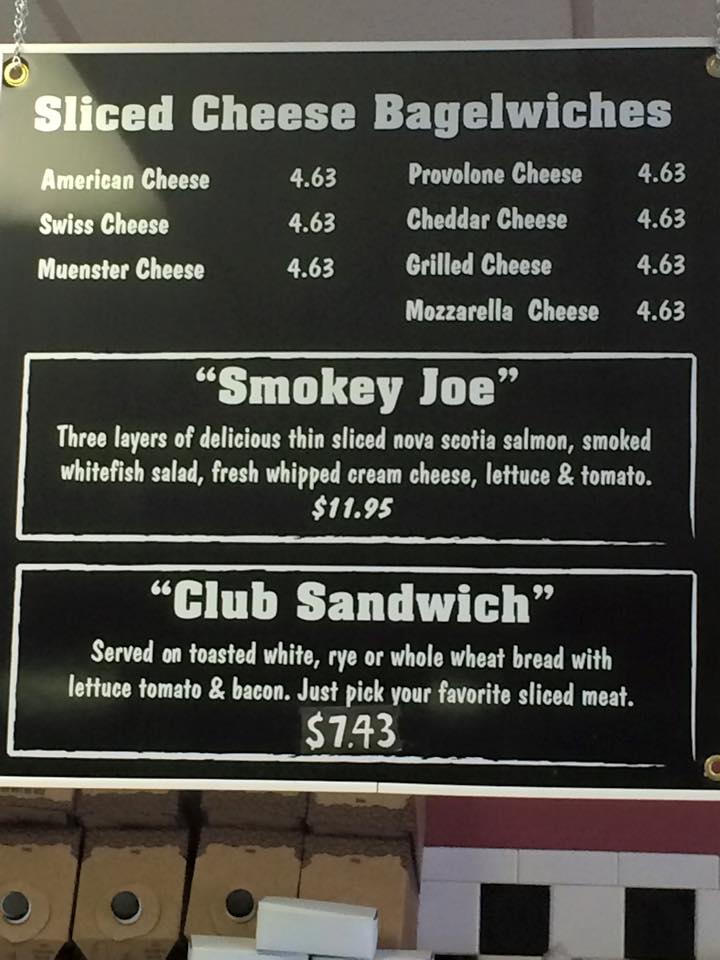 Sliced Cheese Bagelwiches
American Cheese 4.63
Swiss Cheese 4.63
Muenster Cheese 4.63
Provolone Cheese 4.63
Cheddar Cheese 4.63
Grilled Cheese 4.63
Mozzarella Cheese 4.63
“Smokey Joe”
Three layers of delicious thin sliced nova scotia salmon, smoked
whitefish salad, fresh whipped cream cheese, lettuce & tomato.
$11.95
“Club Sandwich”
Served on toasted white, rye or whole wheat bread with
lettuce tomato & bacon. Just pick your favorite sliced meat.
$7.43